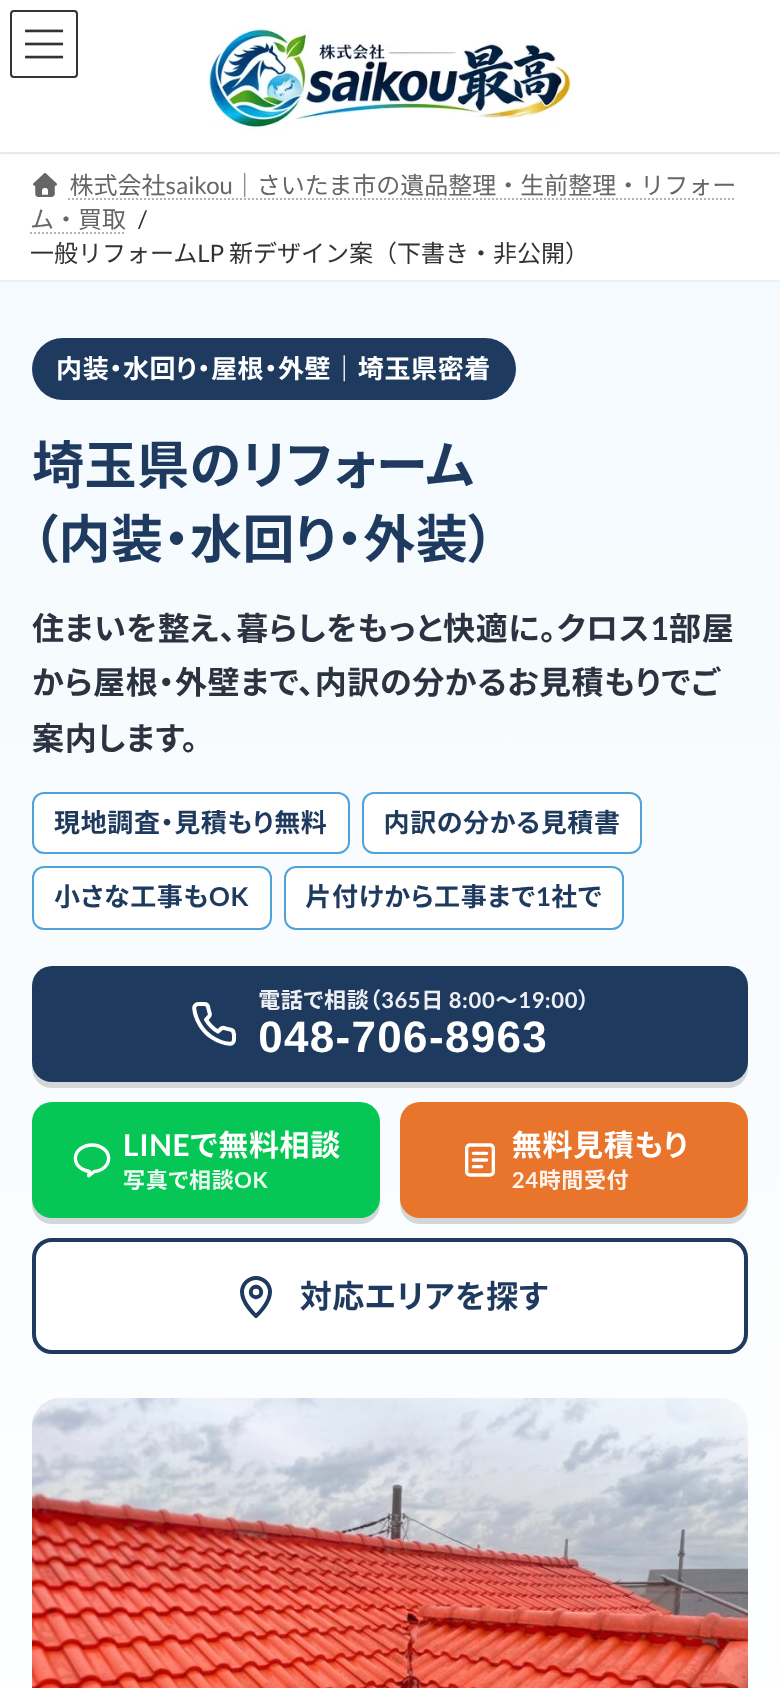 株式会社
saikou最高
株式会社saikou｜さいたま市の遺品整理・生前整理・リフォー
ム・買取 /
一般リフォームLP 新デザイン案（下書き・非公開）
内装・水回り・屋根・外壁｜埼玉県密着
埼玉県のリフォーム
（内装・水回り・外装）
住まいを整え、暮らしをもっと快適に。クロス1部屋
から屋根・外壁まで、内訳の分かるお見積もりでご
案内します。
現地調査・見積もり無料
内訳の分かる見積書
小さな工事もOK
片付けから工事まで1社で
電話で相談（365日 8:00〜19:00）
048-706-8963
LINEで無料相談
写真で相談OK
無料見積もり
24時間受付
対応エリアを探す